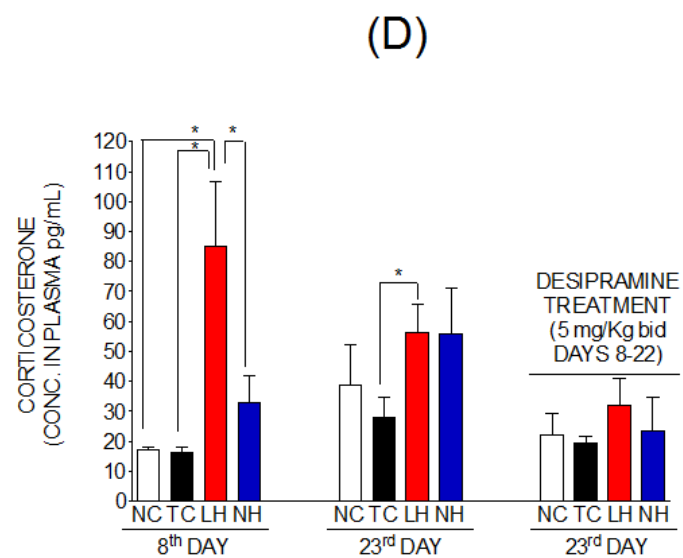 (D)
CORTICOSTERONE
(CONC. IN PLASMA pg/mL)
120
110
100
90
80
70
60
50
40
30
20
10
0
* *
*
*
DESIPRAMINE
TREATMENT
(5 mg/Kg bid
DAYS 8-22)
NC TC LH NH
8th DAY
NC TC LH NH
23rd DAY
NC TC LH NH
23rd DAY